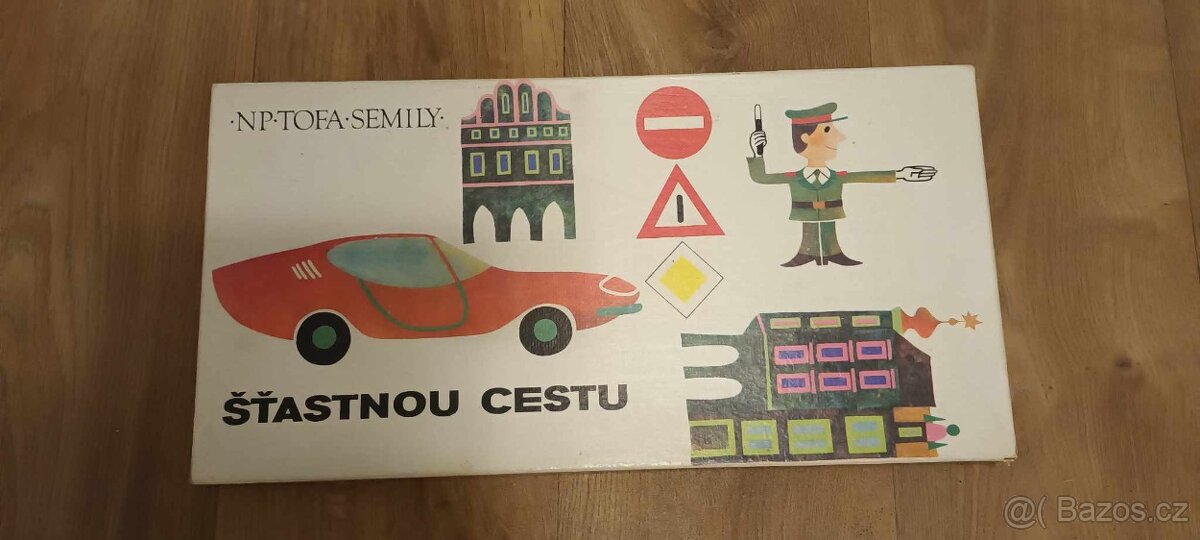 ·NP·TOFA·SEMILY·
ŠŤASTNOU CESTU
@( Bazos.cz